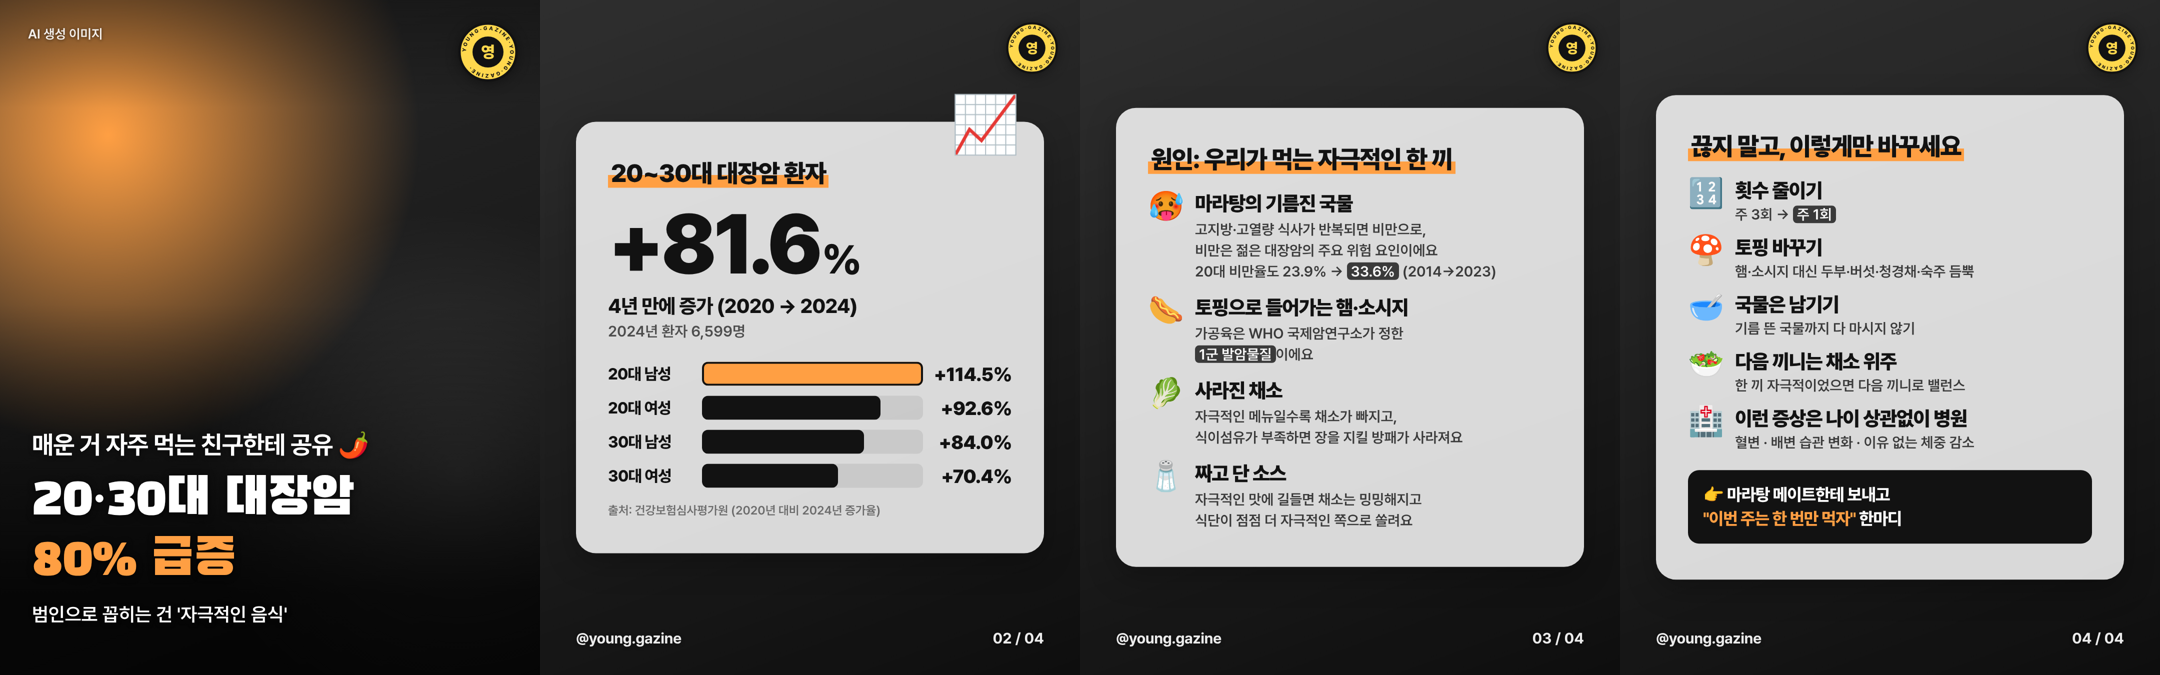 AI 생성 이미지
YOUNG·GAZINE·YOUNG·GAZINE·
영
매운 거 자주 먹는 친구한테 공유 🌶️
20·30대 대장암
80% 급증
범인으로 꼽히는 건 '자극적인 음식'
YOUNG·GAZINE·YOUNG·GAZINE·
영
20~30대 대장암 환자
+81.6%
4년 만에 증가 (2020 → 2024)
2024년 환자 6,599명
20대 남성 +114.5%
20대 여성 +92.6%
30대 남성 +84.0%
30대 여성 +70.4%
출처: 건강보험심사평가원 (2020년 대비 2024년 증가율)
@young.gazine 02 / 04
YOUNG·GAZINE·YOUNG·GAZINE·
영
원인: 우리가 먹는 자극적인 한 끼
마라탕의 기름진 국물
고지방·고열량 식사가 반복되면 비만으로,
비만은 젊은 대장암의 주요 위험 요인이에요
20대 비만율도 23.9% → 33.6% (2014→2023)
토핑으로 들어가는 햄·소시지
가공육은 WHO 국제암연구소가 정한
1군 발암물질이에요
사라진 채소
자극적인 메뉴일수록 채소가 빠지고,
식이섬유가 부족하면 장을 지킬 방패가 사라져요
짜고 단 소스
자극적인 맛에 길들면 채소는 밍밍해지고
식단이 점점 더 자극적인 쪽으로 쏠려요
@young.gazine 03 / 04
YOUNG·GAZINE·YOUNG·GAZINE·
영
끊지 말고, 이렇게만 바꾸세요
횟수 줄이기
주 3회 → 주 1회
토핑 바꾸기
햄·소시지 대신 두부·버섯·청경채·숙주 듬뿍
국물은 남기기
기름 뜬 국물까지 다 마시지 않기
다음 끼니는 채소 위주
한 끼 자극적이었으면 다음 끼니로 밸런스
이런 증상은 나이 상관없이 병원
혈변 · 배변 습관 변화 · 이유 없는 체중 감소
👉 마라탕 메이트한테 보내고
"이번 주는 한 번만 먹자" 한마디
@young.gazine 04 / 04